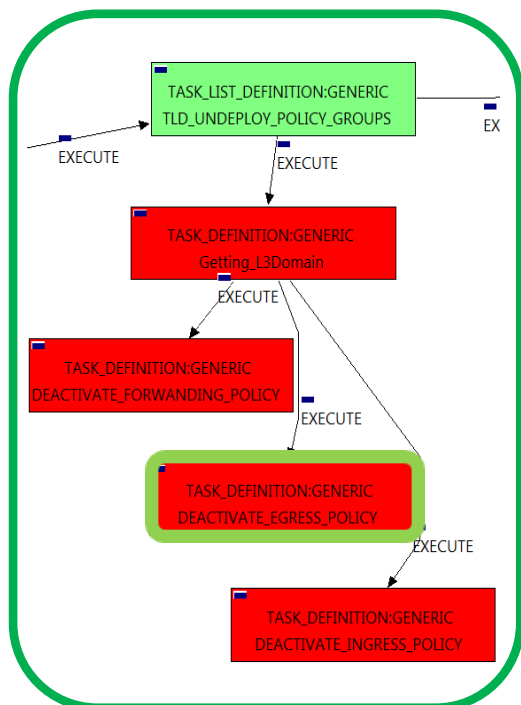 TASK_LIST_DEFINITION:GENERIC
TLD_UNDEPLOY_POLICY_GROUPS
EX
EXECUTE
EXECUTE
TASK_DEFINITION:GENERIC
Getting_L3Domain
EXECUTE
TASK_DEFINITION:GENERIC
DEACTIVATE_FORWANDING_POLICY
EXECUTE
TASK_DEFINITION:GENERIC
DEACTIVATE_EGRESS_POLICY
EXECUTE
TASK_DEFINITION:GENERIC
DEACTIVATE_INGRESS_POLICY